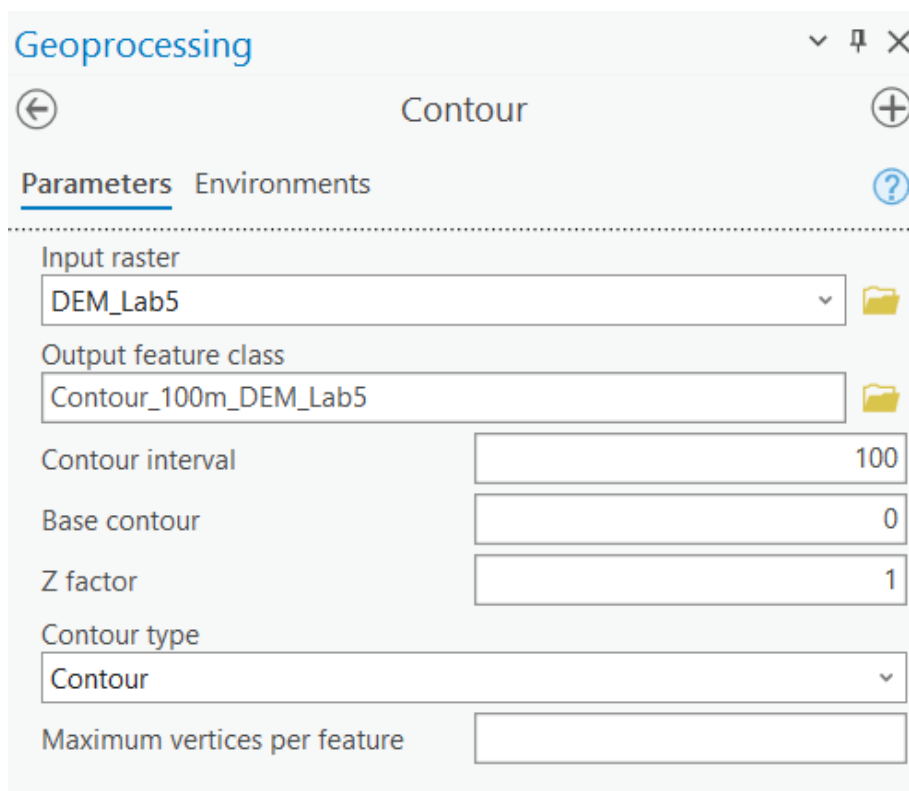 Geoprocessing
Contour
Parameters Environments
Input raster
DEM_Lab5
Output feature class
Contour_100m_DEM_Lab5
Contour interval 100
Base contour 0
Z factor 1
Contour type
Contour
Maximum vertices per feature